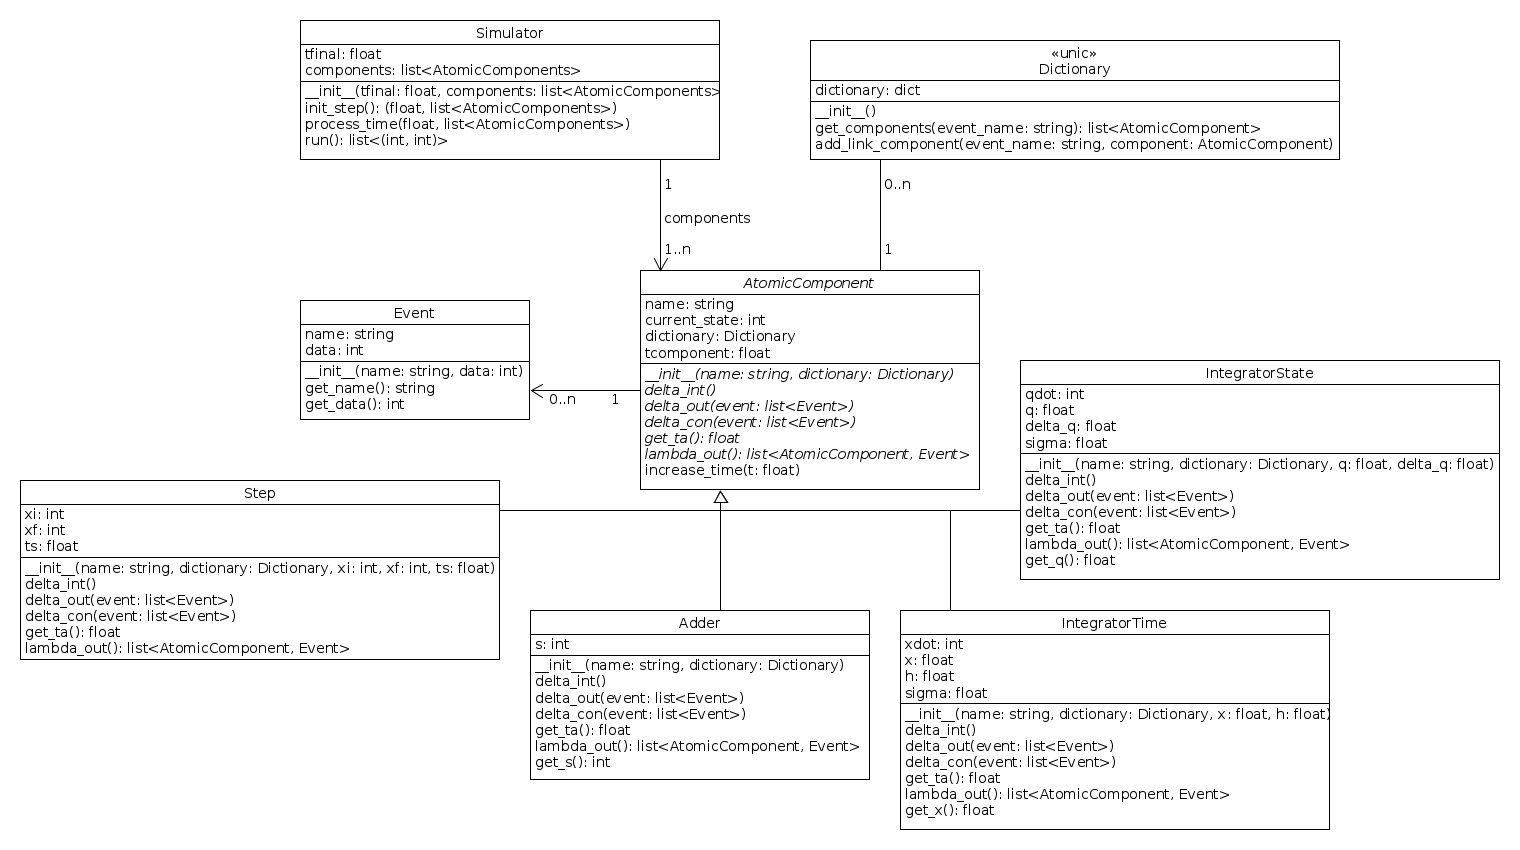 Simulator
tfinal: float
components: list<AtomicComponents>
__init__(tfinal: float, components: list<AtomicComponents>
init_step(): (float, list<AtomicComponents>)
process_time(float, list<AtomicComponents>)
run(): list<(int, int)>
«unic»
Dictionary
dictionary: dict
__init__()
get_components(event_name: string): list<AtomicComponent>
add_link_component(event_name: string, component: AtomicComponent)
1
components
1..n
0..n
1
AtomicComponent
name: string
current_state: int
dictionary: Dictionary
tcomponent: float
__init__(name: string, dictionary: Dictionary)
delta_int()
delta_out(event: list<Event>)
delta_con(event: list<Event>)
get_ta(): float
lambda_out(): list<AtomicComponent, Event>
increase_time(t: float)
Event
name: string
data: int
__init__(name: string, data: int)
get_name(): string
get_data(): int
0..n
1
IntegratorState
qdot: int
q: float
delta_q: float
sigma: float
__init__(name: string, dictionary: Dictionary, q: float, delta_q: float)
delta_int()
delta_out(event: list<Event>)
delta_con(event: list<Event>)
get_ta(): float
lambda_out(): list<AtomicComponent, Event>
get_q(): float
Step
xi: int
xf: int
ts: float
__init__(name: string, dictionary: Dictionary, xi: int, xf: int, ts: float)
delta_int()
delta_out(event: list<Event>)
delta_con(event: list<Event>)
get_ta(): float
lambda_out(): list<AtomicComponent, Event>
Adder
s: int
__init__(name: string, dictionary: Dictionary)
delta_int()
delta_out(event: list<Event>)
delta_con(event: list<Event>)
get_ta(): float
lambda_out(): list<AtomicComponent, Event>
get_s(): int
IntegratorTime
xdot: int
x: float
h: float
sigma: float
__init__(name: string, dictionary: Dictionary, x: float, h: float)
delta_int()
delta_out(event: list<Event>)
delta_con(event: list<Event>)
get_ta(): float
lambda_out(): list<AtomicComponent, Event>
get_x(): float